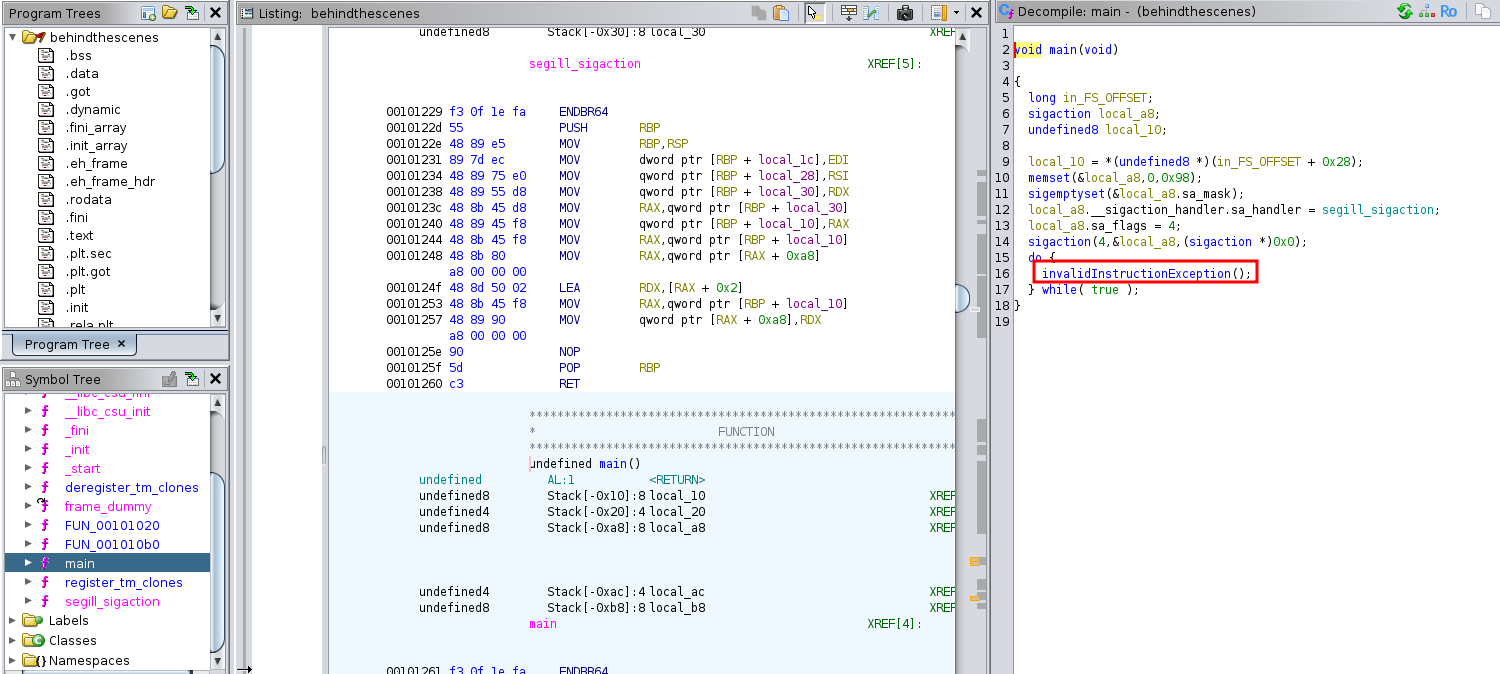 Program Trees
behindthescenes
.bss
.data
.got
.dynamic
.fini_array
.init_array
.eh_frame
.eh_frame_hdr
.rodata
.fini
.text
.plt.sec
.plt.got
.plt
.init
.rela.plt
Program Tree ×
Symbol Tree
__libc_csu_fini
__libc_csu_init
_fini
_init
_start
deregister_tm_clones
frame_dummy
FUN_00101020
FUN_001010b0
main
register_tm_clones
segill_sigaction
Labels
Classes
Namespaces
Listing: behindthescenes
undefined8 Stack[-0x30]:8 local_30 XREF
segill_sigaction XREF[5]:
00101229 f3 0f 1e fa ENDBR64
0010122d 55 PUSH RBP
0010122e 48 89 e5 MOV RBP,RSP
00101231 89 7d ec MOV dword ptr [RBP + local_1c],EDI
00101234 48 89 75 e0 MOV qword ptr [RBP + local_28],RSI
00101238 48 89 55 d8 MOV qword ptr [RBP + local_30],RDX
0010123c 48 8b 45 d8 MOV RAX,qword ptr [RBP + local_30]
00101240 48 89 45 f8 MOV qword ptr [RBP + local_10],RAX
00101244 48 8b 45 f8 MOV RAX,qword ptr [RBP + local_10]
00101248 48 8b 80 MOV RAX,qword ptr [RAX + 0xa8]
a8 00 00 00
0010124f 48 8d 50 02 LEA RDX,[RAX + 0x2]
00101253 48 8b 45 f8 MOV RAX,qword ptr [RBP + local_10]
00101257 48 89 90 MOV qword ptr [RAX + 0xa8],RDX
a8 00 00 00
0010125e 90 NOP
0010125f 5d POP RBP
00101260 c3 RET
*************************************************************
* FUNCTION
*************************************************************
undefined main()
undefined AL:1 <RETURN>
undefined8 Stack[-0x10]:8 local_10 XREF
undefined4 Stack[-0x20]:4 local_20 XREF
undefined8 Stack[-0xa8]:8 local_a8 XREF
undefined4 Stack[-0xac]:4 local_ac XREF
undefined8 Stack[-0xb8]:8 local_b8 XREF
main XREF[4]:
00101261 f3 0f 1e fa ENDBR64
Decompile: main - (behindthescenes)
Ro
1
2 void main(void)
3
4 {
5 long in_FS_OFFSET;
6 sigaction local_a8;
7 undefined8 local_10;
8
9 local_10 = *(undefined8 *)(in_FS_OFFSET + 0x28);
10 memset(&local_a8,0,0x98);
11 sigemptyset(&local_a8.sa_mask);
12 local_a8.__sigaction_handler.sa_handler = segill_sigaction;
13 local_a8.sa_flags = 4;
14 sigaction(4,&local_a8,(sigaction *)0x0);
15 do {
16 invalidInstructionException();
17 } while( true );
18 }
19